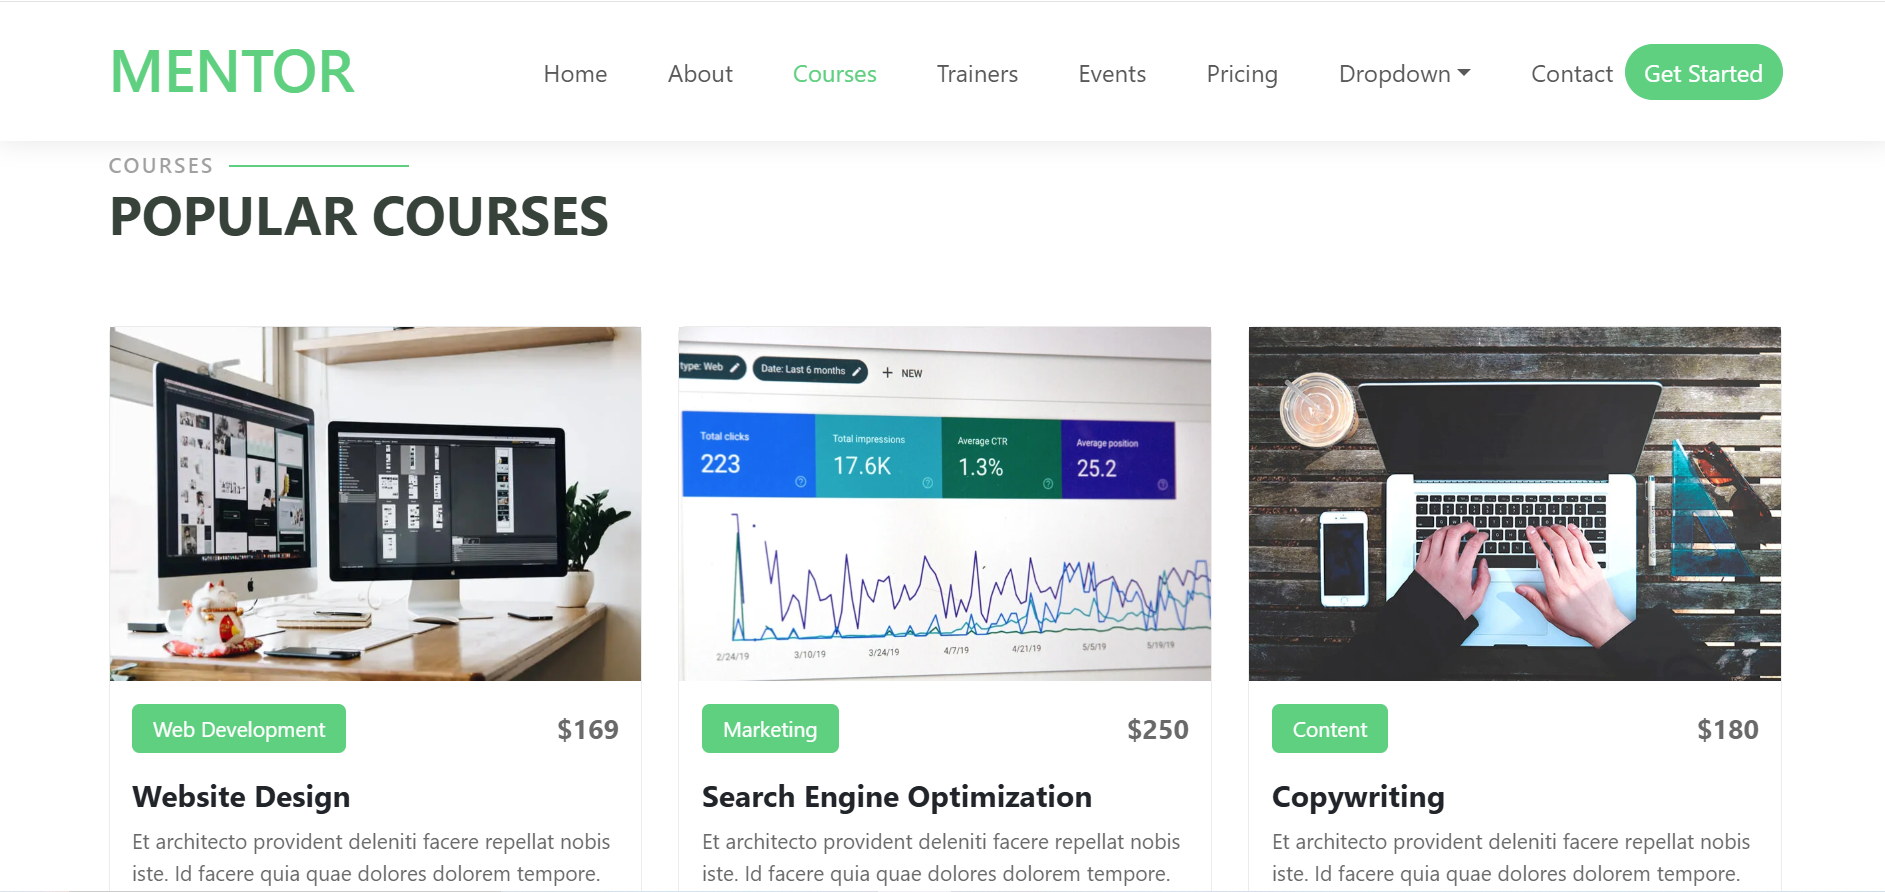 MENTOR
Home About Courses Trainers Events Pricing Dropdown Contact Get Started
COURSES
POPULAR COURSES
type: Web Date: Last 6 months + NEW
Total clicks Total impressions Average CTR Average position
223 17.6K 1.3% 25.2
2/24/19 3/10/19 3/24/19 4/7/19 4/21/19 5/5/19 5/19/19
Web Development $169
Website Design
Et architecto provident deleniti facere repellat nobis
iste. Id facere quia quae dolores dolorem tempore.
Marketing $250
Search Engine Optimization
Et architecto provident deleniti facere repellat nobis
iste. Id facere quia quae dolores dolorem tempore.
Content $180
Copywriting
Et architecto provident deleniti facere repellat nobis
iste. Id facere quia quae dolores dolorem tempore.